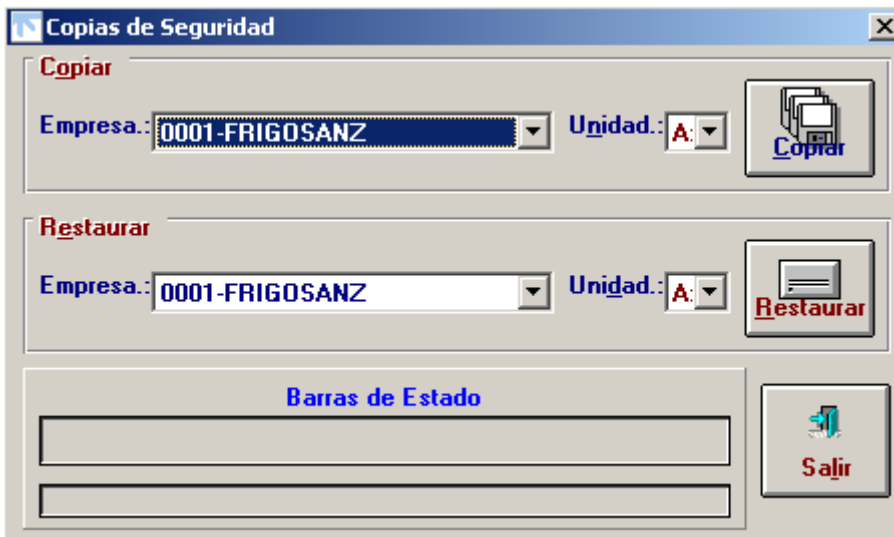 Copias de Seguridad
Copiar
Empresa.: 0001-FRIGOSANZ Unidad.: A: Copiar
Restaurar
Empresa.: 0001-FRIGOSANZ Unidad.: A: Restaurar
Barras de Estado
Salir